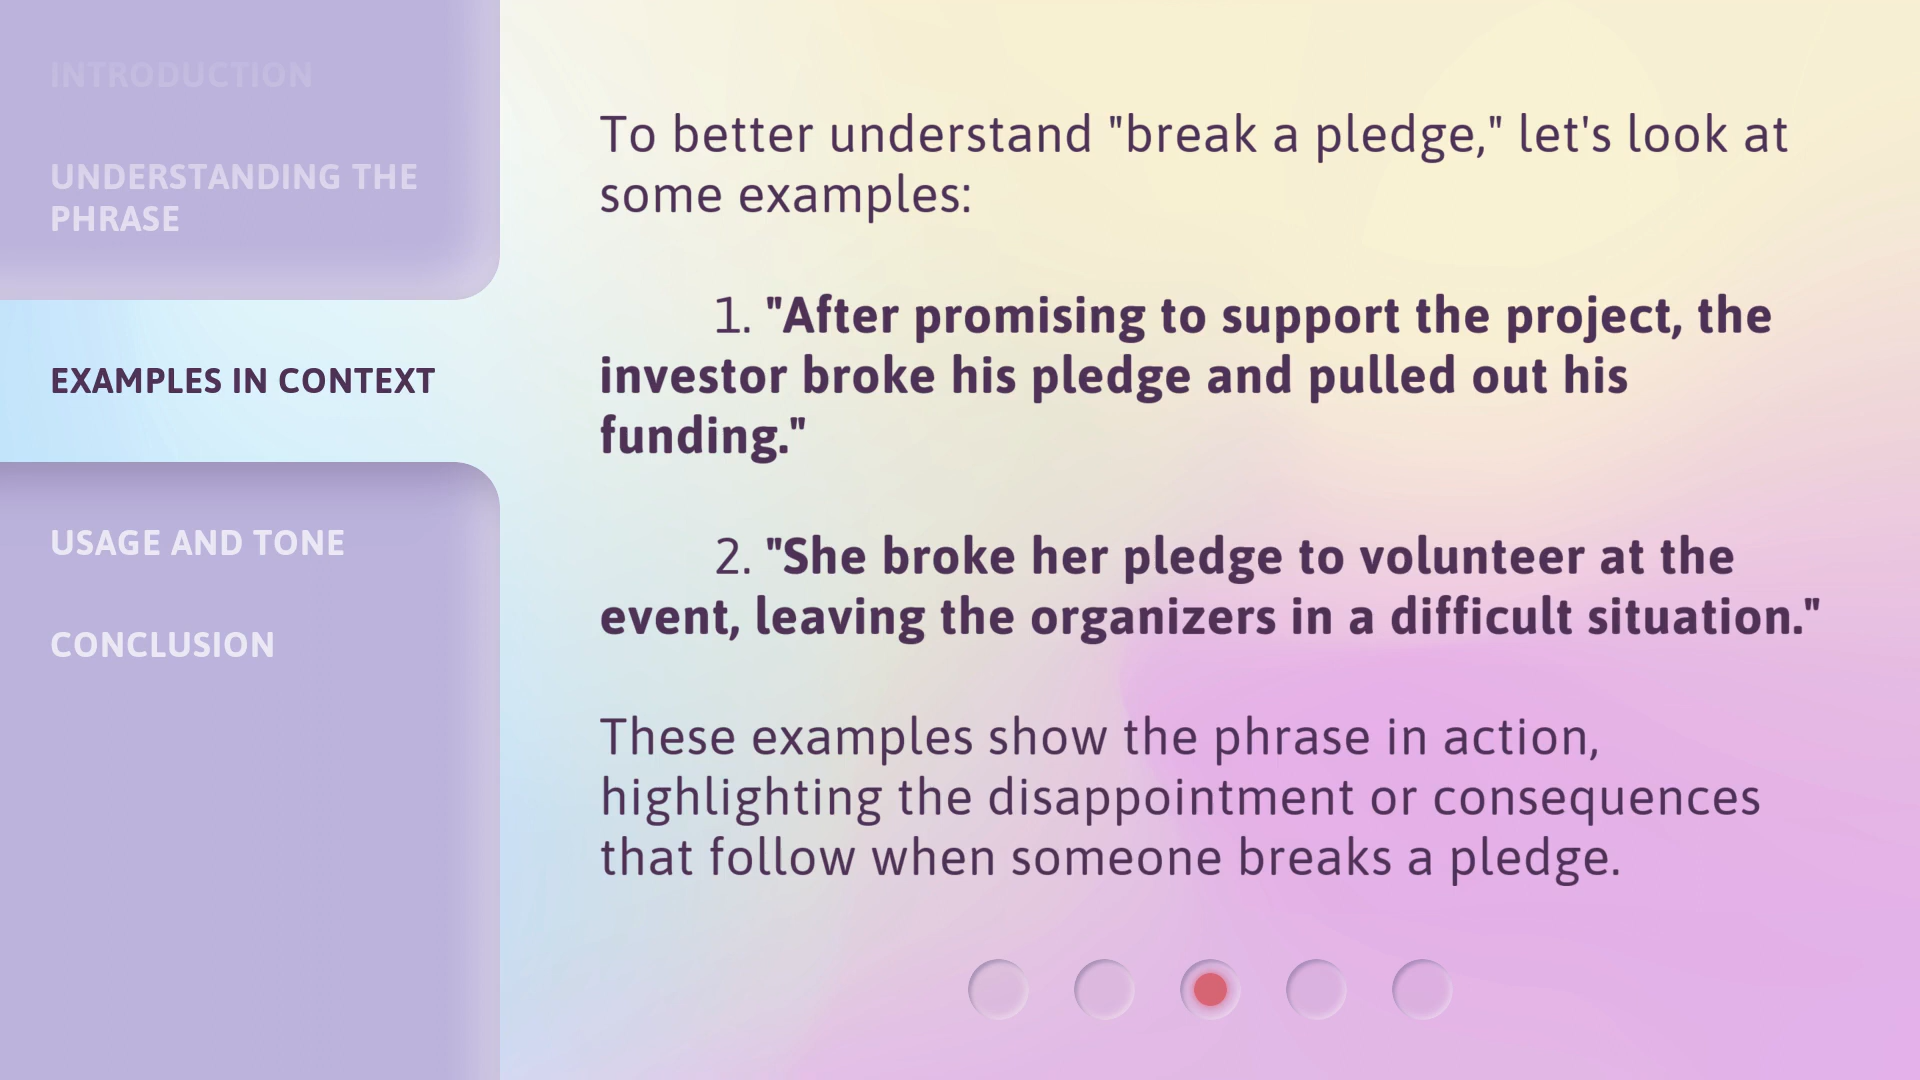 INTRODUCTION
UNDERSTANDING THE
PHRASE
EXAMPLES IN CONTEXT
USAGE AND TONE
CONCLUSION
To better understand "break a pledge," let's look at
some examples:
1. "After promising to support the project, the
investor broke his pledge and pulled out his
funding."
2. "She broke her pledge to volunteer at the
event, leaving the organizers in a difficult situation."
These examples show the phrase in action,
highlighting the disappointment or consequences
that follow when someone breaks a pledge.